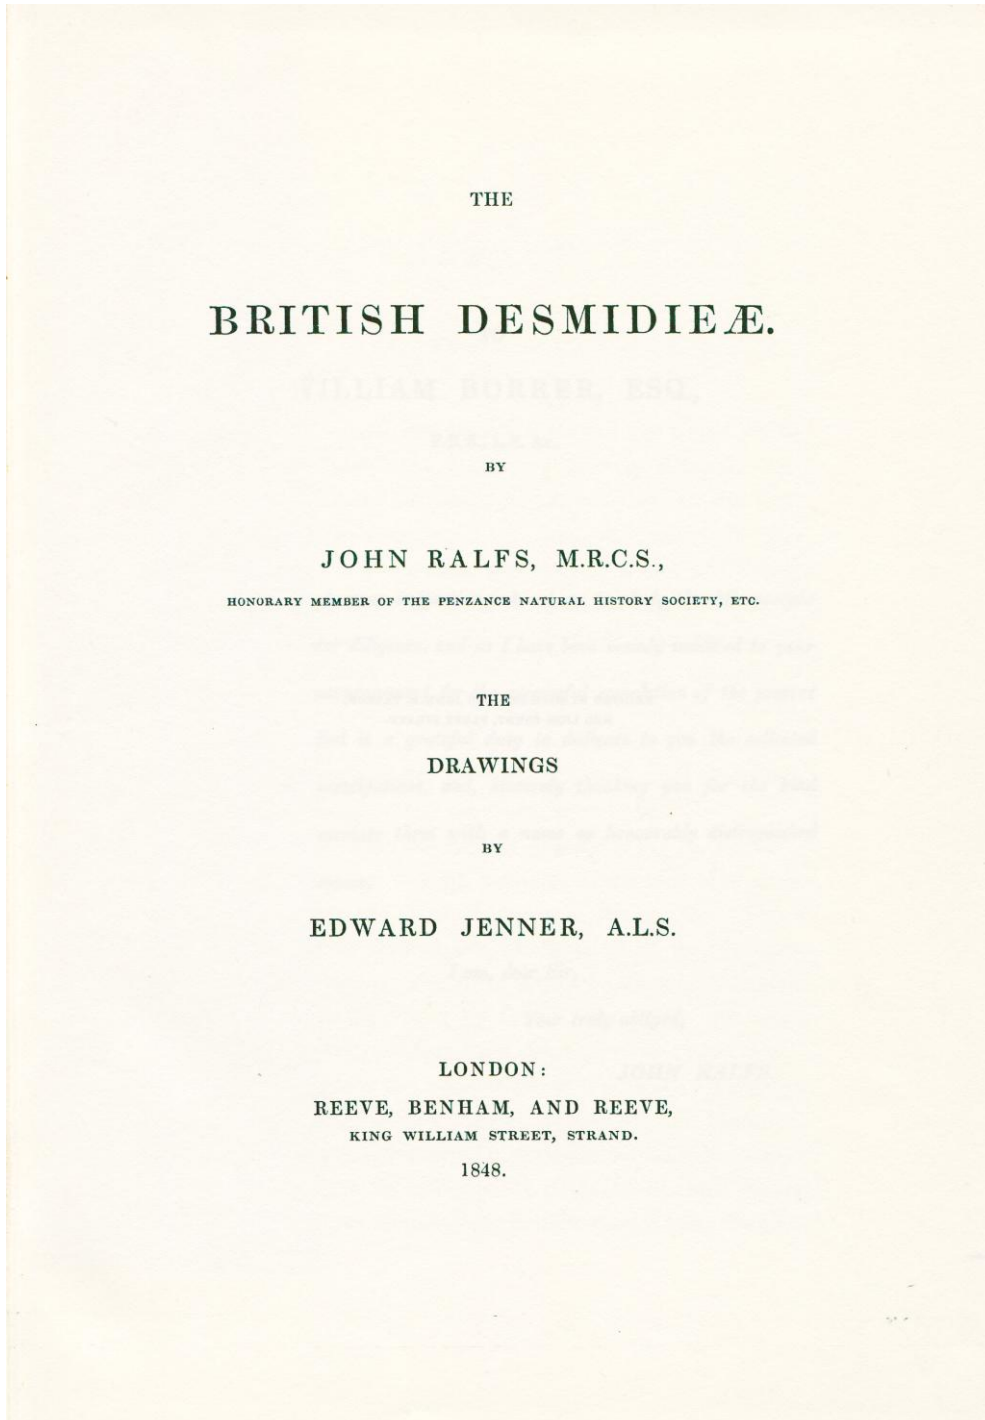 THE
BRITISH DESMIDIEÆ.
BY
JOHN RALFS, M.R.C.S.,
HONORARY MEMBER OF THE PENZANCE NATURAL HISTORY SOCIETY, ETC.
THE
DRAWINGS
BY
EDWARD JENNER, A.L.S.
LONDON:
REEVE, BENHAM, AND REEVE,
KING WILLIAM STREET, STRAND.
1848.